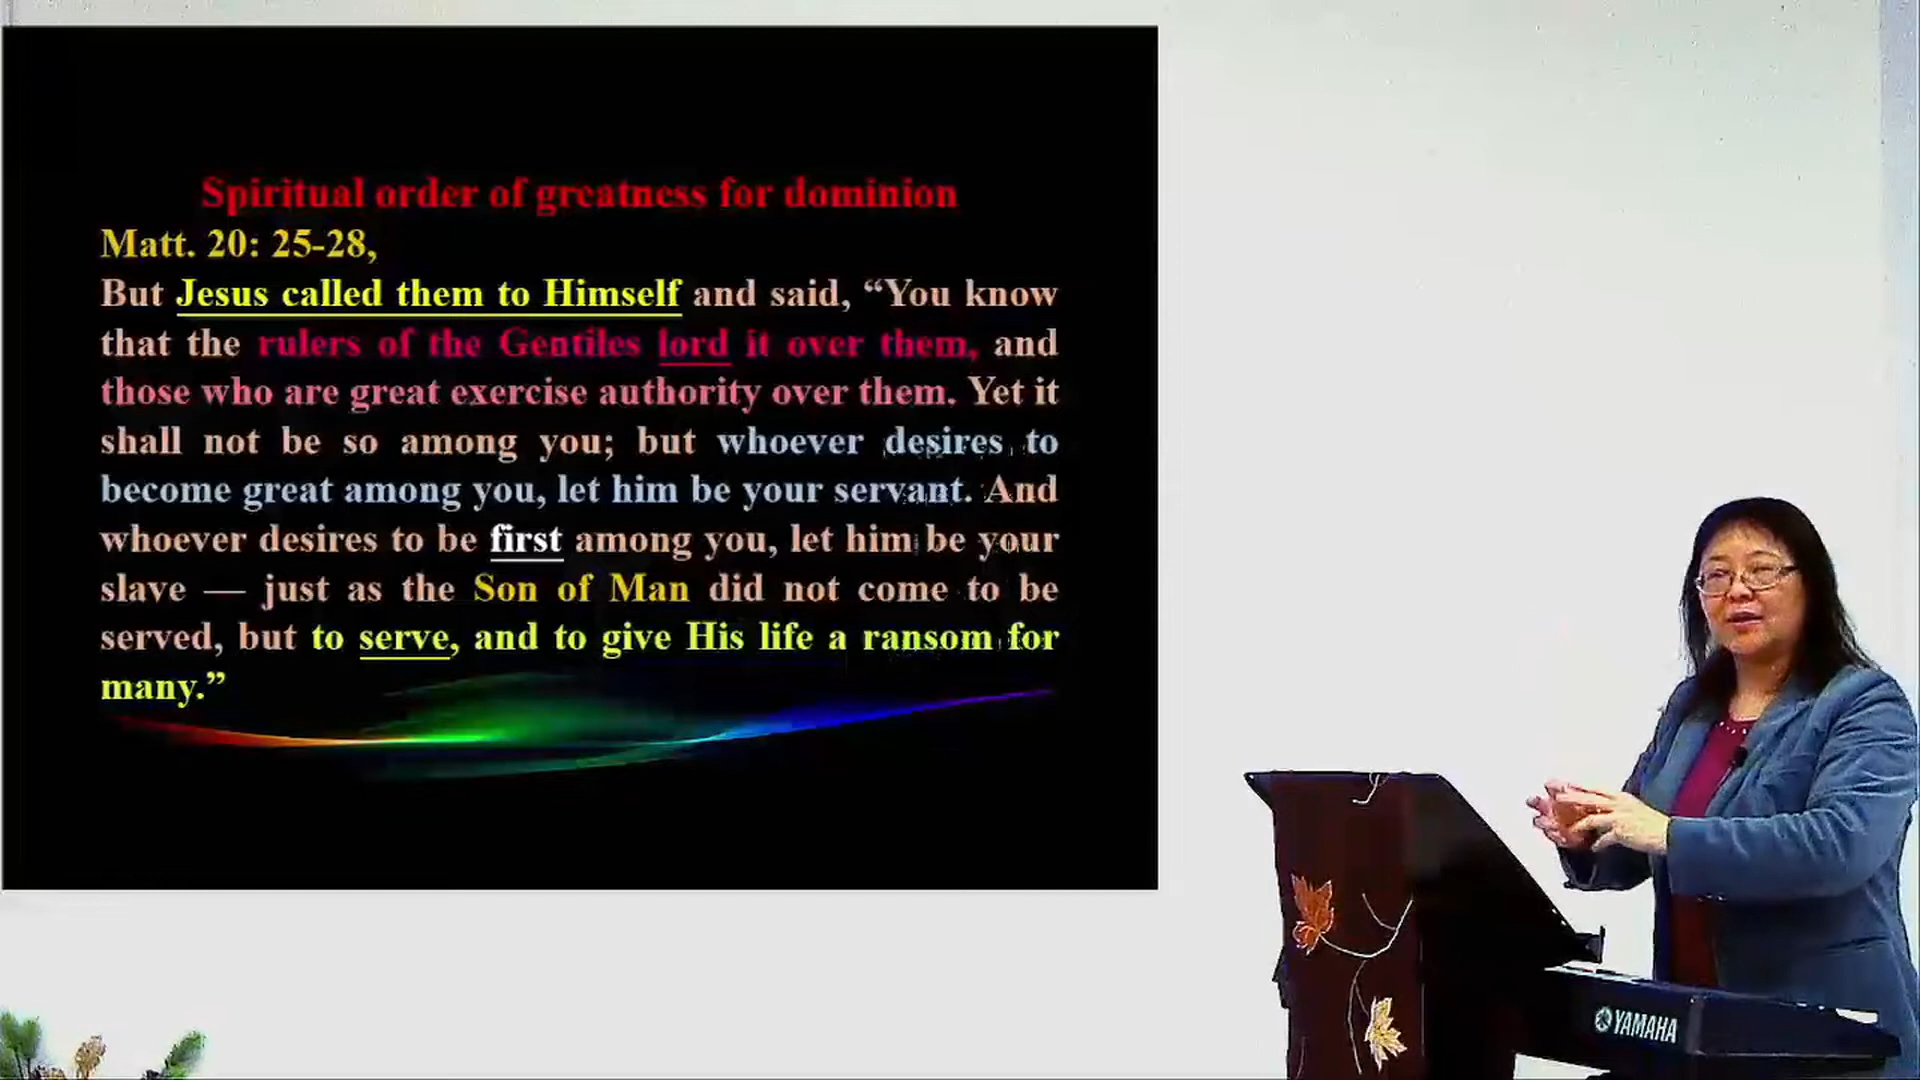 Spiritual order of greatness for dominion
Matt. 20: 25-28,
But Jesus called them to Himself and said, “You know
that the rulers of the Gentiles lord it over them, and
those who are great exercise authority over them. Yet it
shall not be so among you; but whoever desires to
become great among you, let him be your servant. And
whoever desires to be first among you, let him be your
slave — just as the Son of Man did not come to be
served, but to serve, and to give His life a ransom for
many.”
YAMAHA